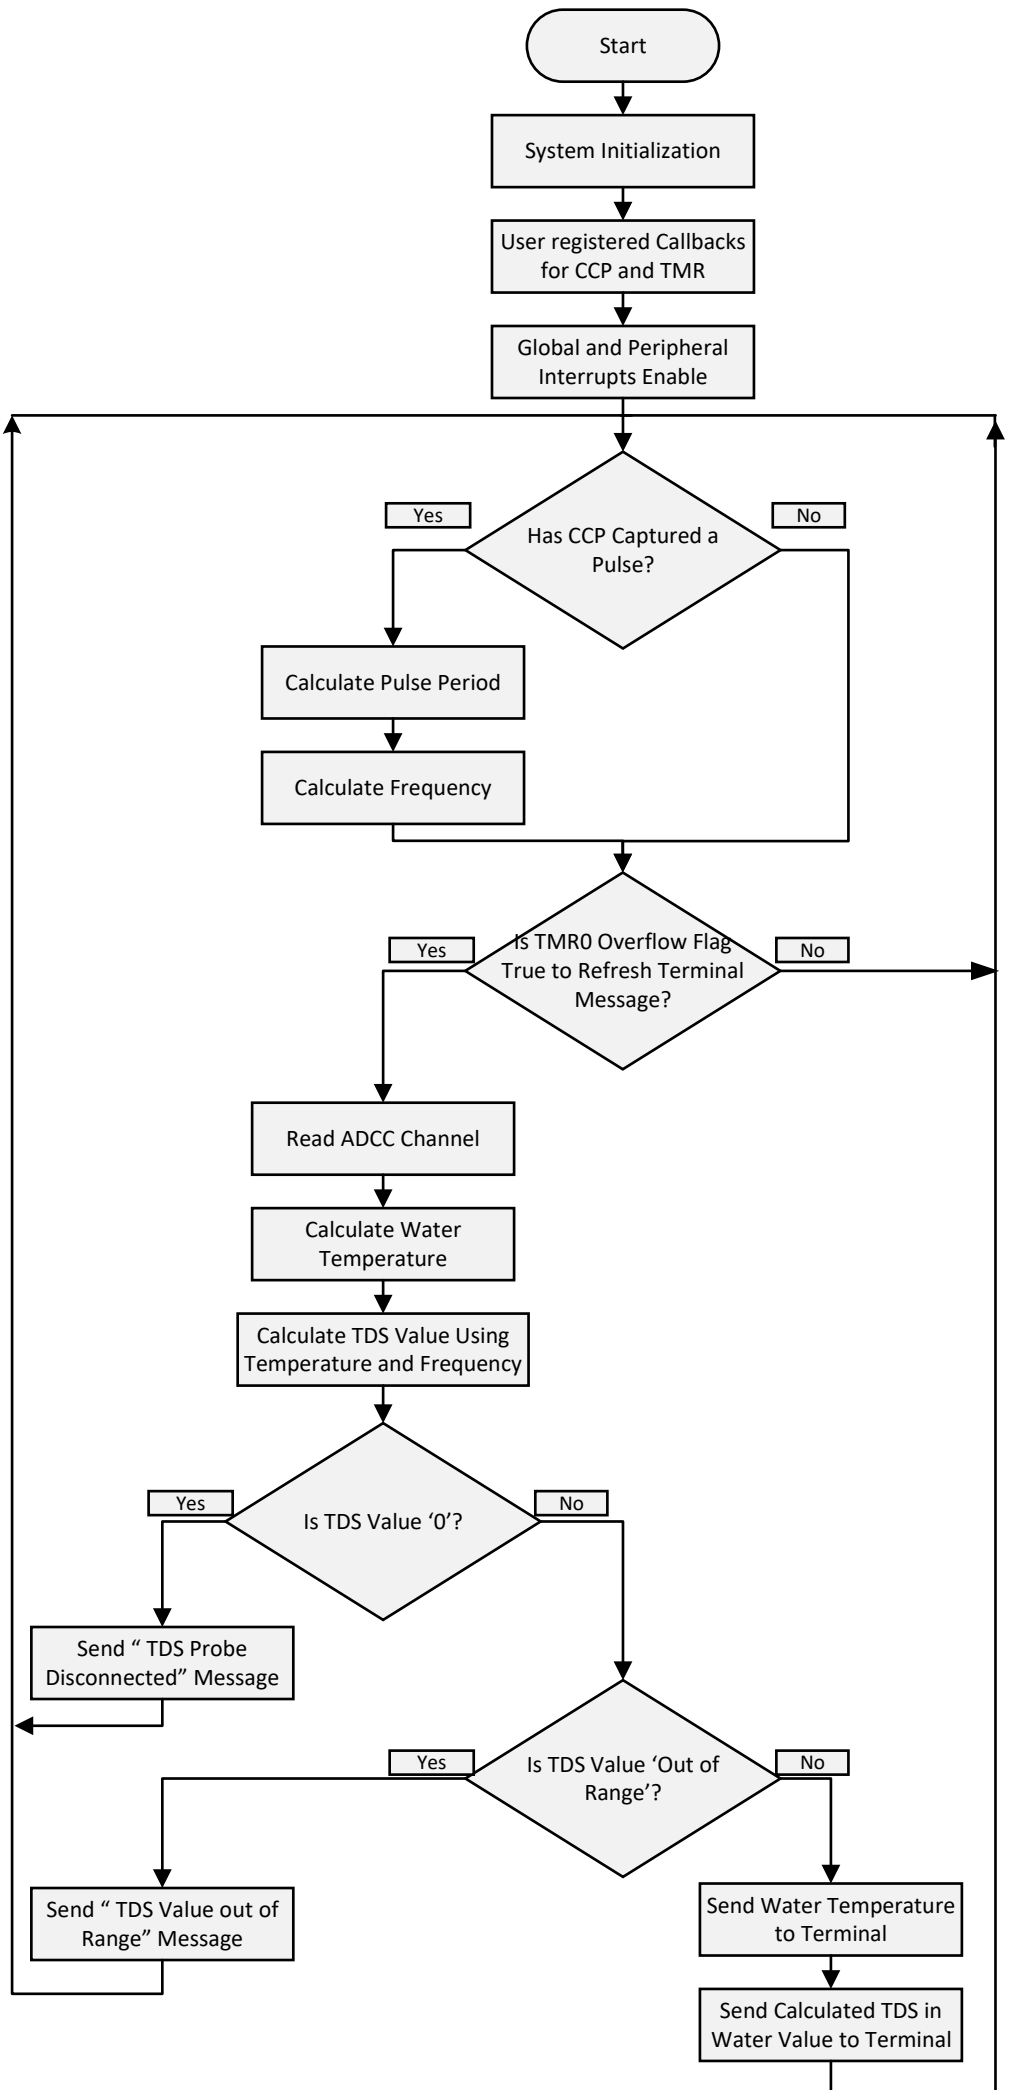 Start
System Initialization
User registered Callbacks
for CCP and TMR
Global and Peripheral
Interrupts Enable
Yes
No
Has CCP Captured a
Pulse?
Calculate Pulse Period
Calculate Frequency
Yes
No
Is TMR0 Overflow Flag
True to Refresh Terminal
Message?
Read ADCC Channel
Calculate Water
Temperature
Calculate TDS Value Using
Temperature and Frequency
Yes
No
Is TDS Value ‘0’?
Send “ TDS Probe
Disconnected” Message
Yes
No
Is TDS Value ‘Out of
Range’?
Send “ TDS Value out of
Range” Message
Send Water Temperature
to Terminal
Send Calculated TDS in
Water Value to Terminal